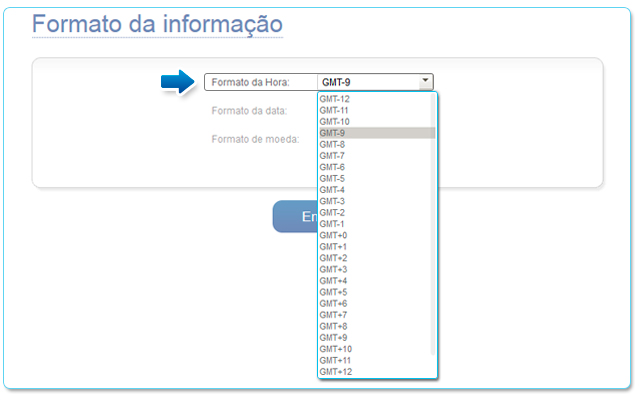 Formato da informação
Formato da Hora: GMT-9
Formato da data:
Formato de moeda:
GMT-12
GMT-11
GMT-10
GMT-9
GMT-8
GMT-7
GMT-6
GMT-5
GMT-4
GMT-3
GMT-2
GMT-1
GMT+0
GMT+1
GMT+2
GMT+3
GMT+4
GMT+5
GMT+6
GMT+7
GMT+8
GMT+9
GMT+10
GMT+11
GMT+12